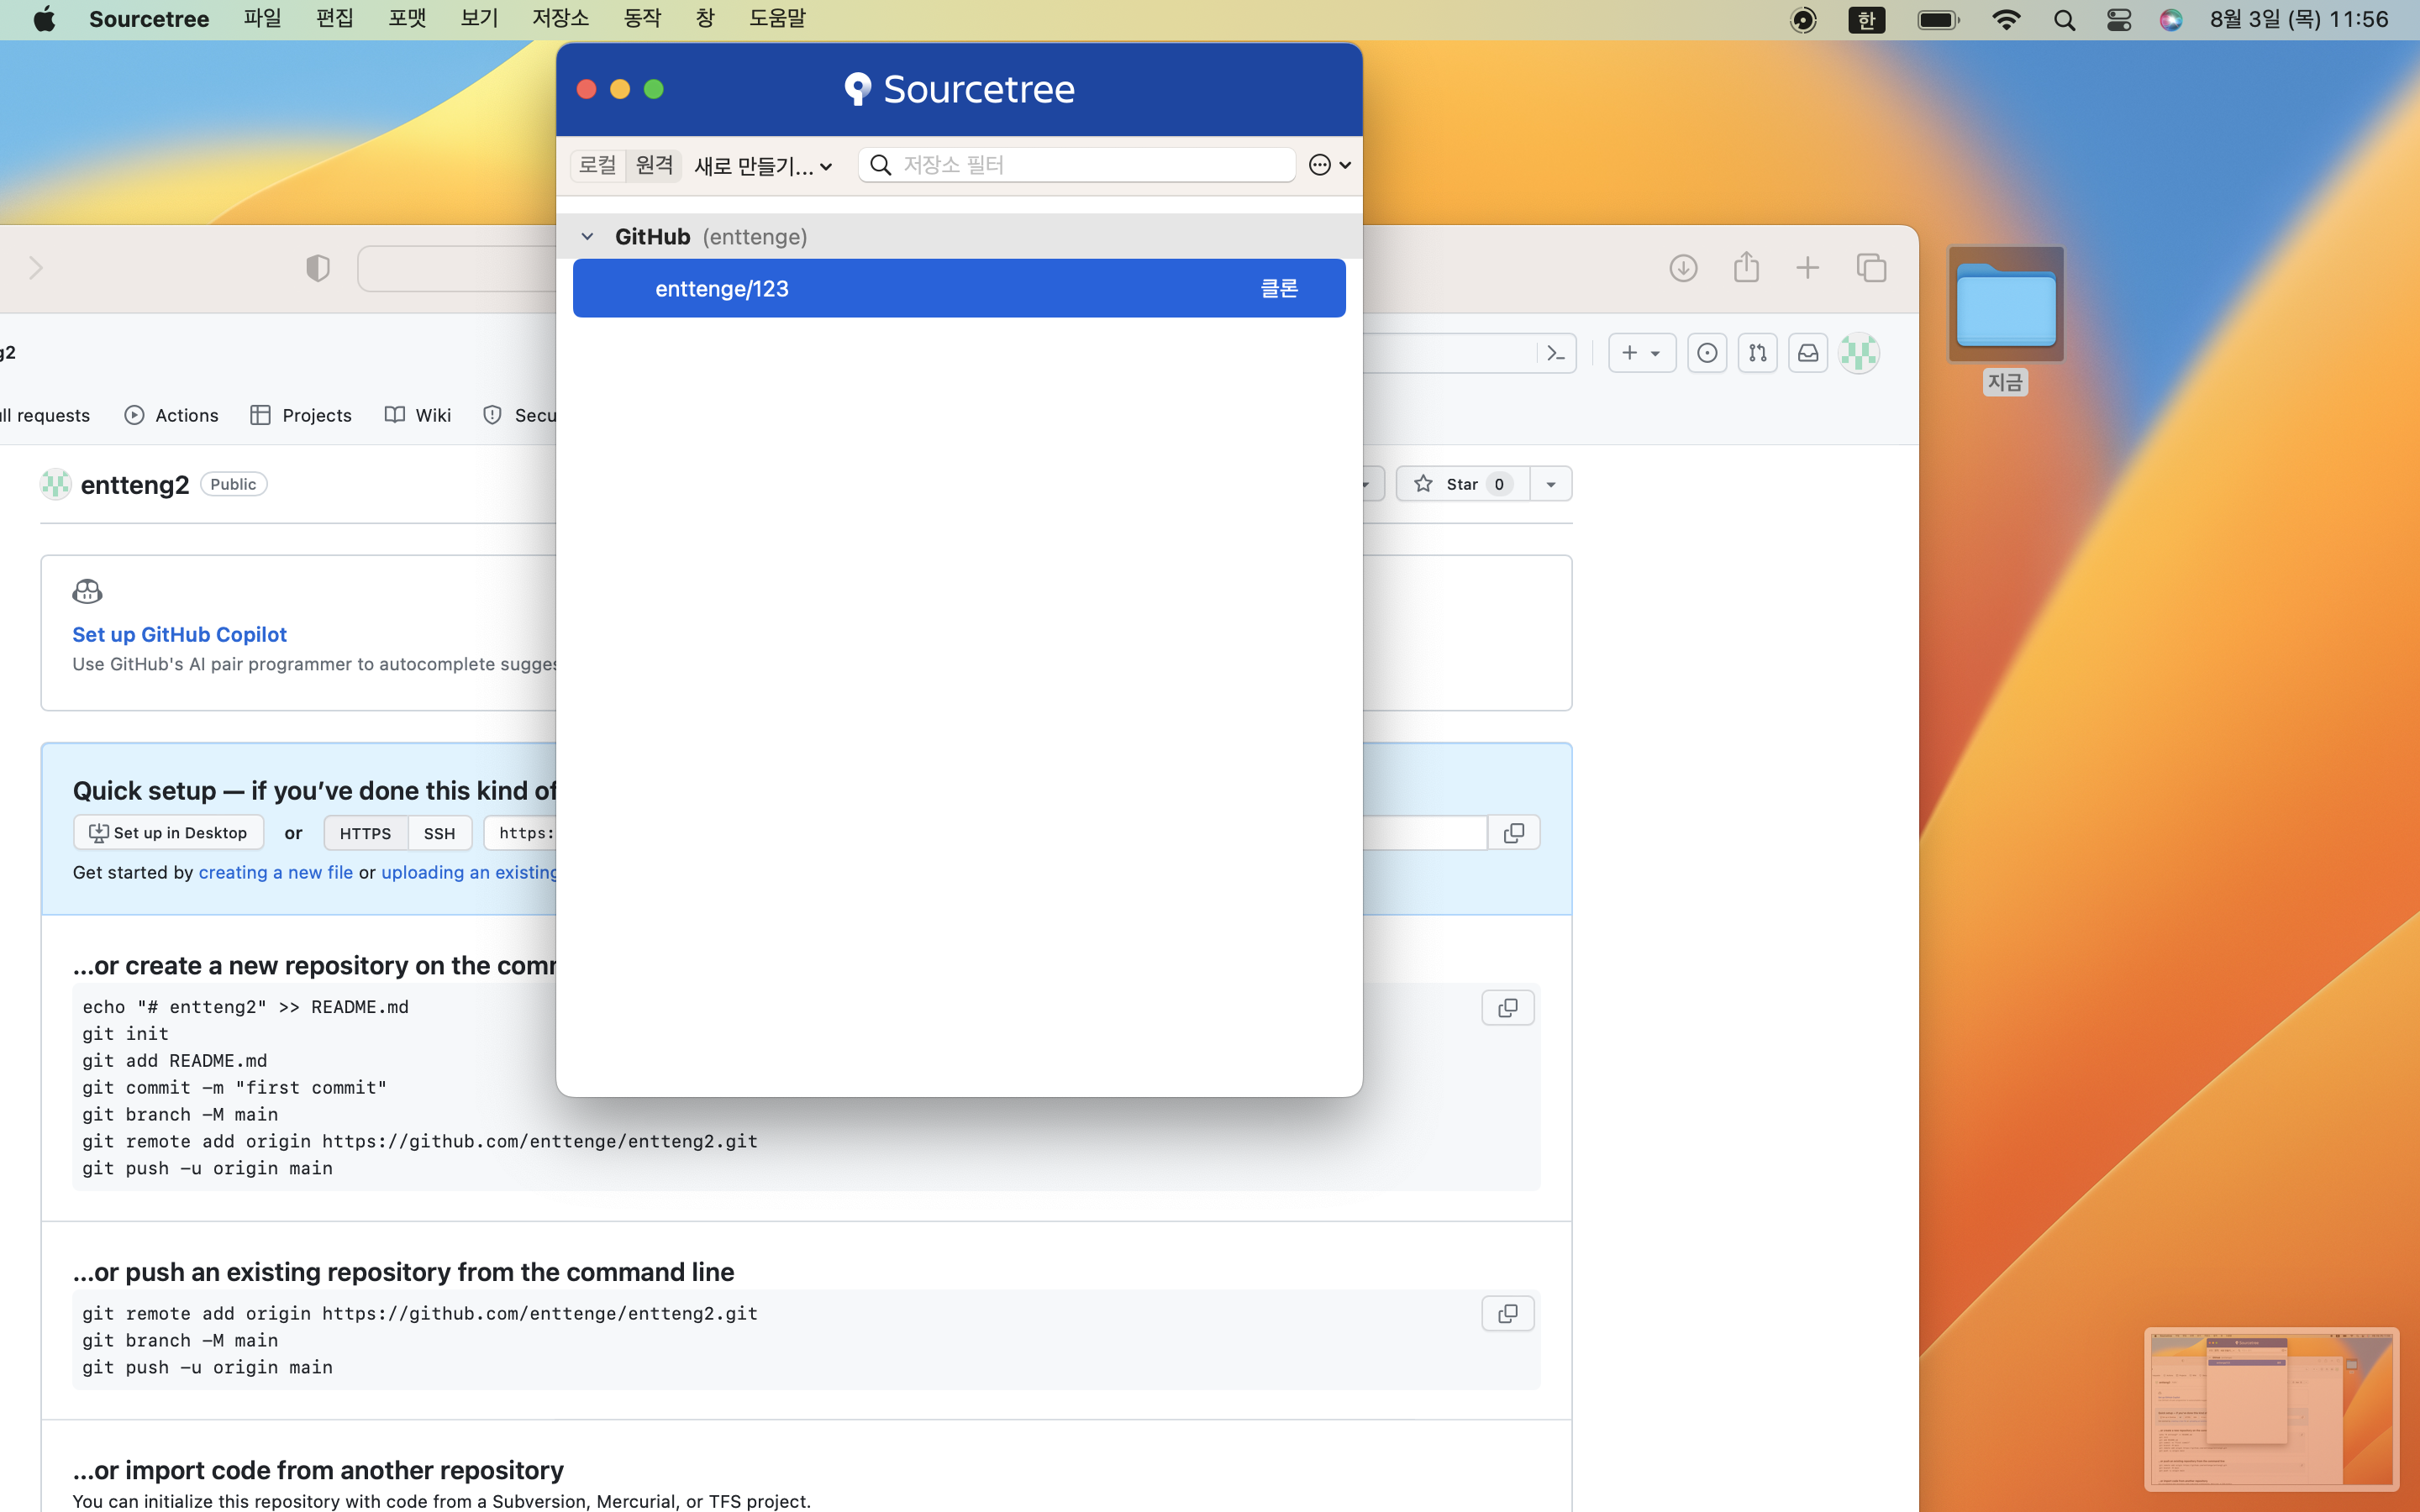 Sourcetree 파일 편집 포맷 보기 저장소 동작 창 도움말
한 8월 3일 (목) 11:56
Sourcetree
로컬 원격 새로 만들기... 저장소 필터
GitHub (enttenge)
enttenge/123 클론
지금
g2
ll requests Actions Projects Wiki Secu
entteng2 Public
Star 0
Set up GitHub Copilot
Use GitHub's AI pair programmer to autocomplete sugges
Quick setup — if you’ve done this kind of
Set up in Desktop or HTTPS SSH https:
Get started by creating a new file or uploading an existing
…or create a new repository on the comm
echo "# entteng2" >> README.md
git init
git add README.md
git commit -m "first commit"
git branch -M main
git remote add origin https://github.com/enttenge/entteng2.git
git push -u origin main
…or push an existing repository from the command line
git remote add origin https://github.com/enttenge/entteng2.git
git branch -M main
git push -u origin main
…or import code from another repository
You can initialize this repository with code from a Subversion, Mercurial, or TFS project.